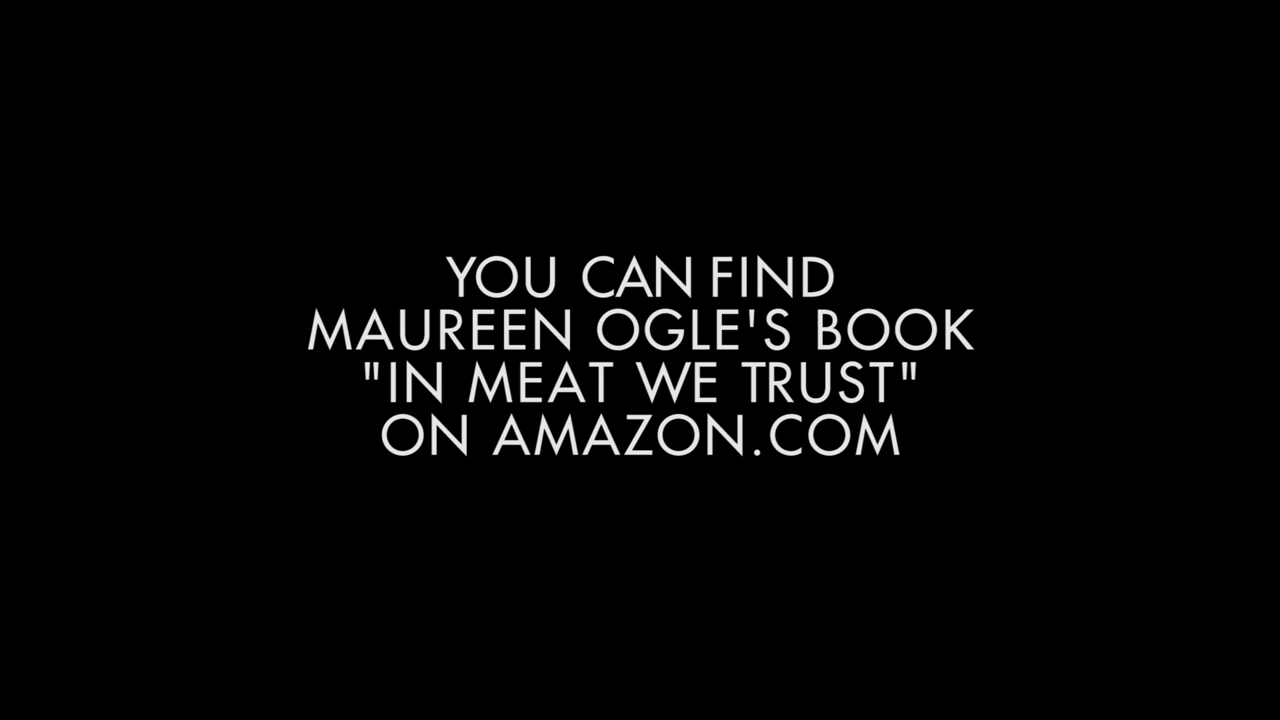 YOU CAN FIND
MAUREEN OGLE'S BOOK
"IN MEAT WE TRUST"
ON AMAZON.COM